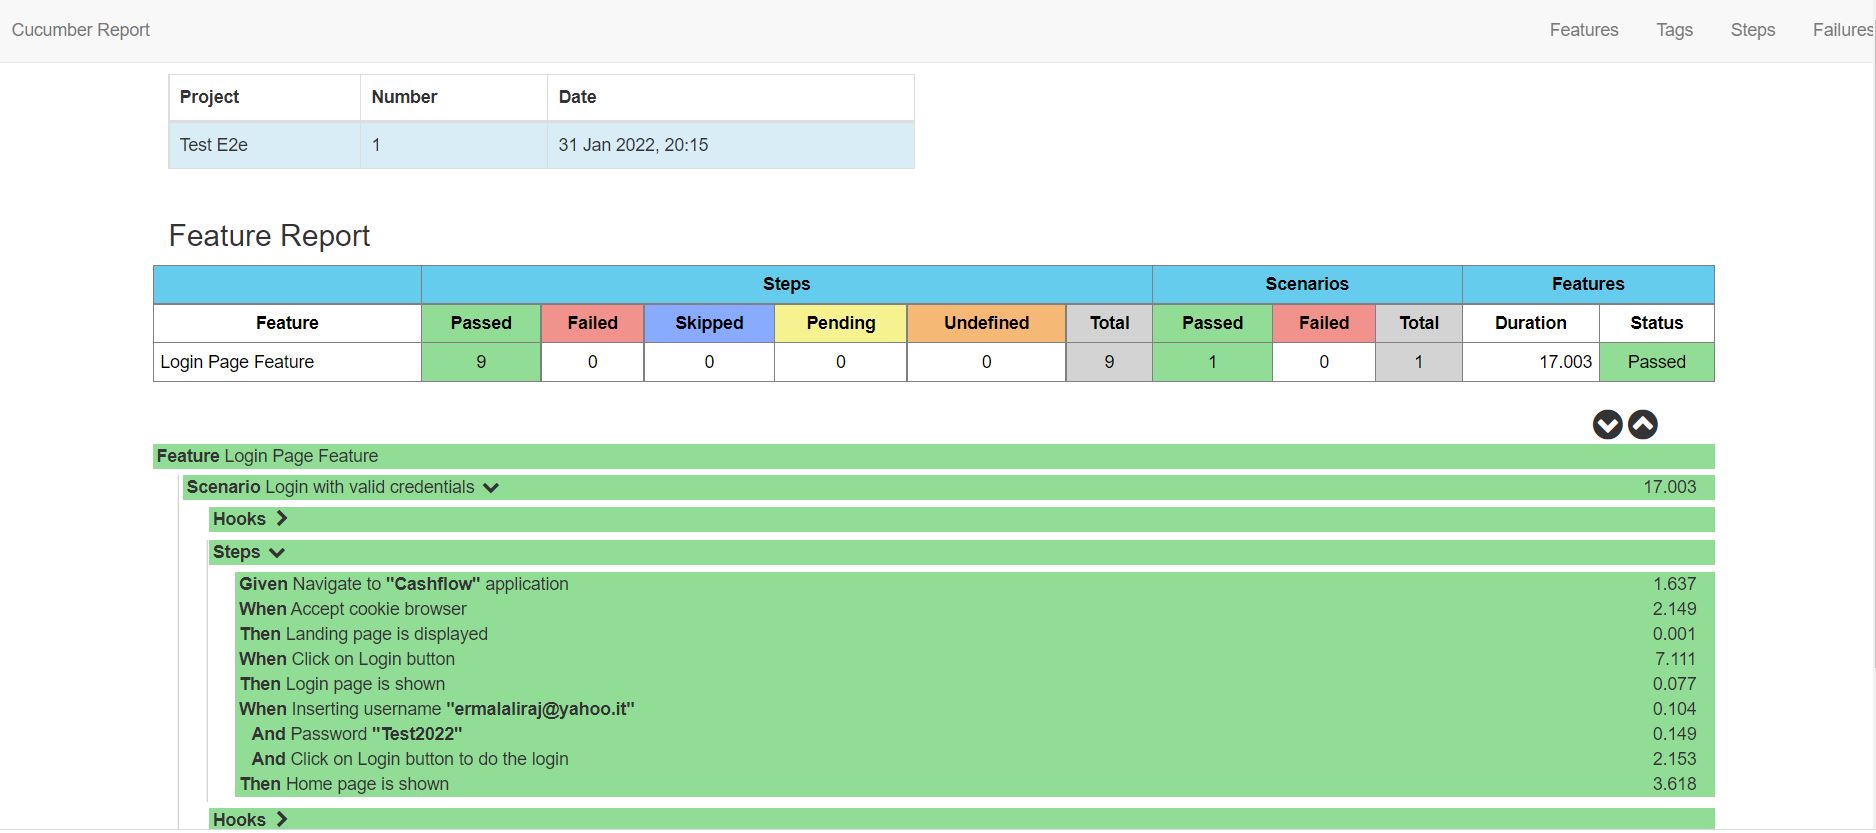 Cucumber Report Features Tags Steps Failures
Project Number Date
Test E2e 1 31 Jan 2022, 20:15
Feature Report
Steps Scenarios Features
Feature Passed Failed Skipped Pending Undefined Total Passed Failed Total Duration Status
Login Page Feature 9 0 0 0 0 9 1 0 1 17.003 Passed
Feature Login Page Feature
Scenario Login with valid credentials 17.003
Hooks
Steps
Given Navigate to "Cashflow" application 1.637
When Accept cookie browser 2.149
Then Landing page is displayed 0.001
When Click on Login button 7.111
Then Login page is shown 0.077
When Inserting username "ermalaliraj@yahoo.it" 0.104
And Password "Test2022" 0.149
And Click on Login button to do the login 2.153
Then Home page is shown 3.618
Hooks